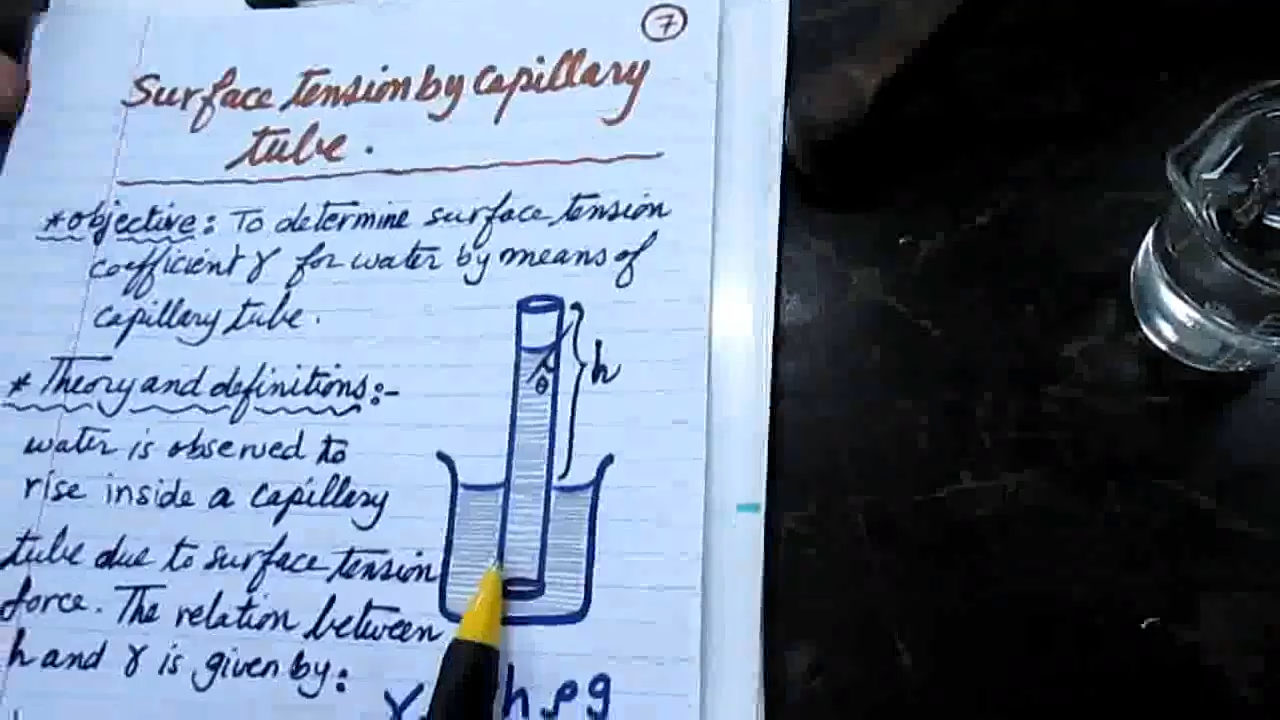 7
Surface tension by capillary
tube.
*objective: To determine surface tension
coefficient γ for water by means of
capillary tube.
h
θ
* Theory and definitions:-
water is observed to
rise inside a capillary
tube due to surface tension
force. The relation between
h and γ is given by:
γ h ρ g